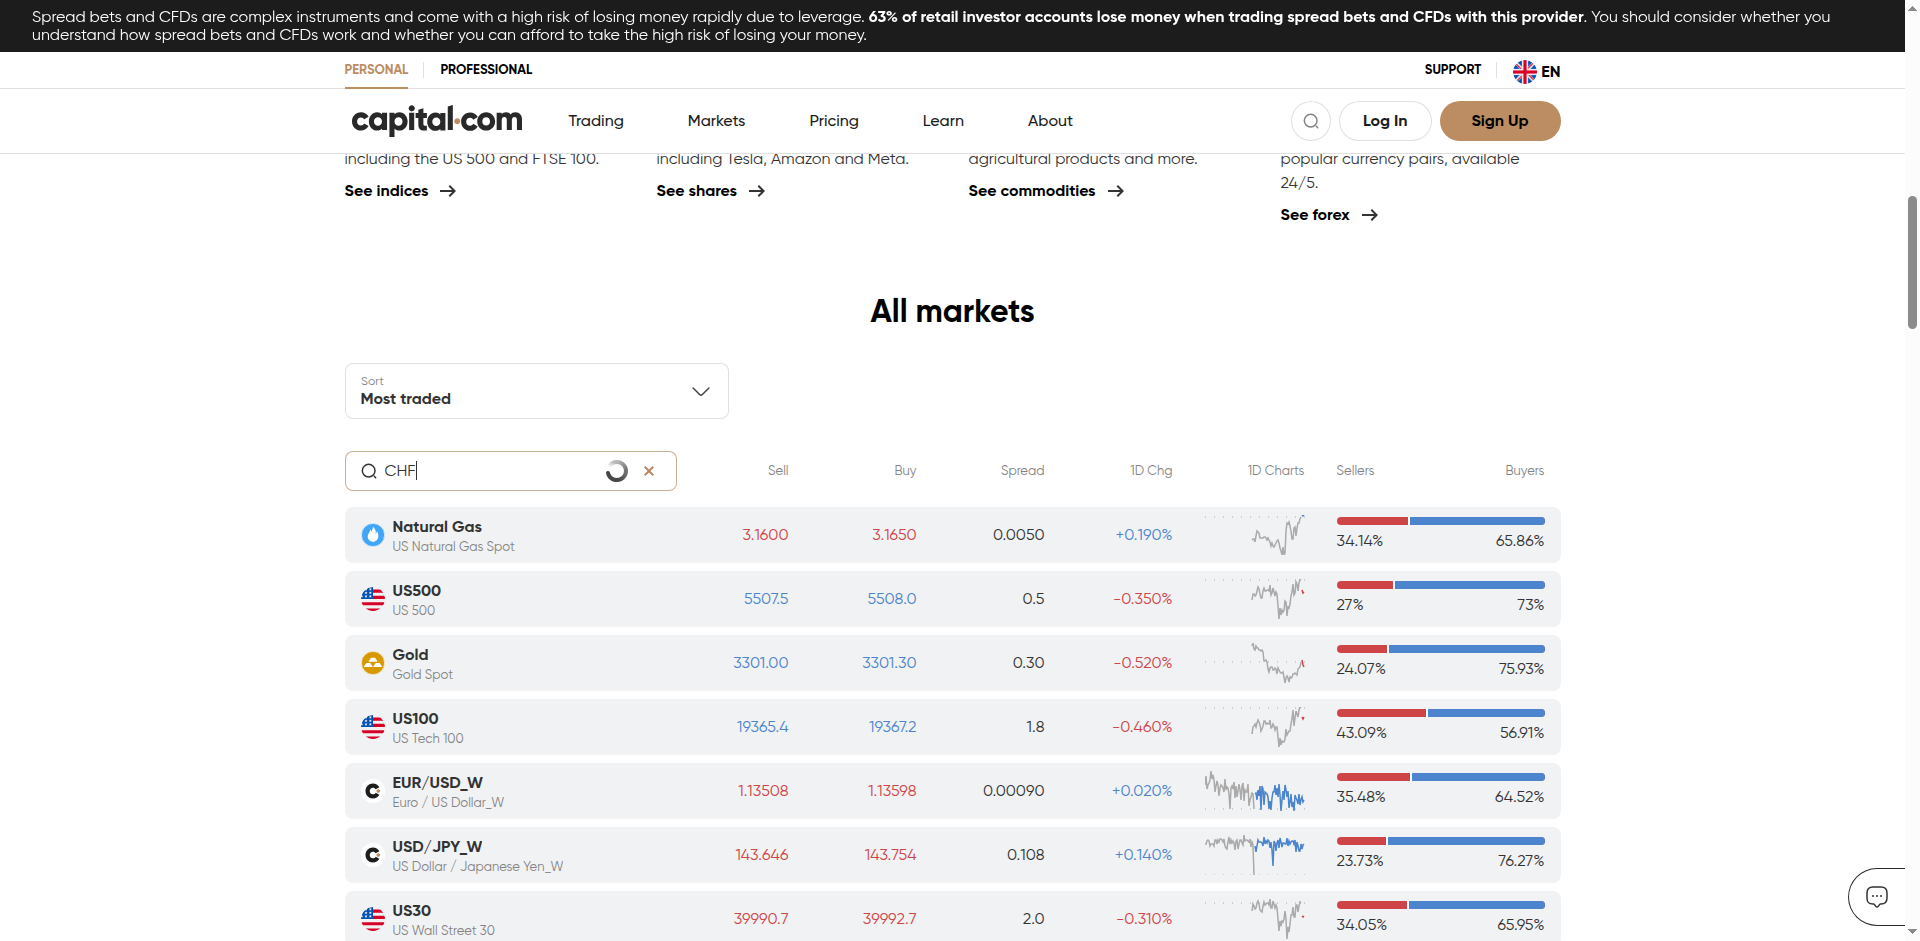 Spread bets and CFDs are complex instruments and come with a high risk of losing money rapidly due to leverage. 63% of retail investor accounts lose money when trading spread bets and CFDs with this provider. You should consider whether you
understand how spread bets and CFDs work and whether you can afford to take the high risk of losing your money.
PERSONAL PROFESSIONAL SUPPORT EN
capital.com Trading Markets Pricing Learn About Log In Sign Up
including the US 500 and FTSE 100. including Tesla, Amazon and Meta. agricultural products and more. popular currency pairs, available
24/5.
See indices See shares See commodities
See forex
All markets
Sort
Most traded
CHF Sell Buy Spread 1D Chg 1D Charts Sellers Buyers
Natural Gas
US Natural Gas Spot
3.1600 3.1650 0.0050 +0.190% 34.14% 65.86%
US500
US 500
5507.5 5508.0 0.5 -0.350% 27% 73%
Gold
Gold Spot
3301.00 3301.30 0.30 -0.520% 24.07% 75.93%
US100
US Tech 100
19365.4 19367.2 1.8 -0.460% 43.09% 56.91%
EUR/USD_W
Euro / US Dollar_W
1.13508 1.13598 0.00090 +0.020% 35.48% 64.52%
USD/JPY_W
US Dollar / Japanese Yen_W
143.646 143.754 0.108 +0.140% 23.73% 76.27%
US30
US Wall Street 30
39990.7 39992.7 2.0 -0.310% 34.05% 65.95%